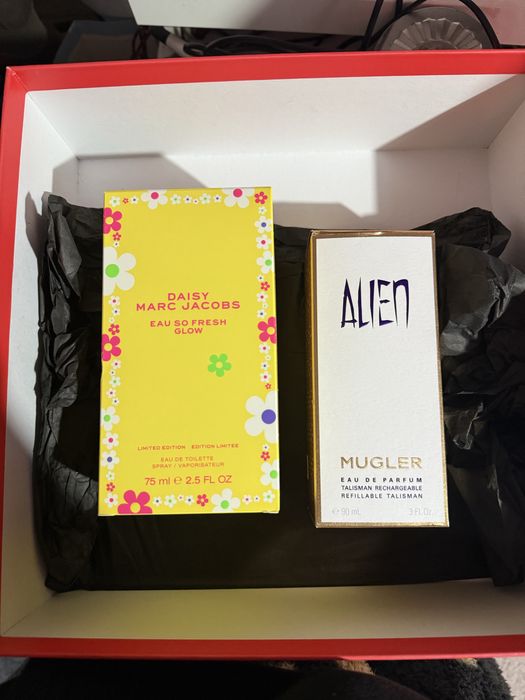 DAISY
MARC JACOBS
EAU SO FRESH
GLOW
LIMITED EDITION · EDITION LIMITÉE
EAU DE TOILETTE
SPRAY / VAPORISATEUR
75 ml ℮ 2.5 FL OZ
ALIEN
MUGLER
EAU DE PARFUM
TALISMAN RECHARGEABLE
REFILLABLE TALISMAN
℮ 90 mL 3 Fl.Oz